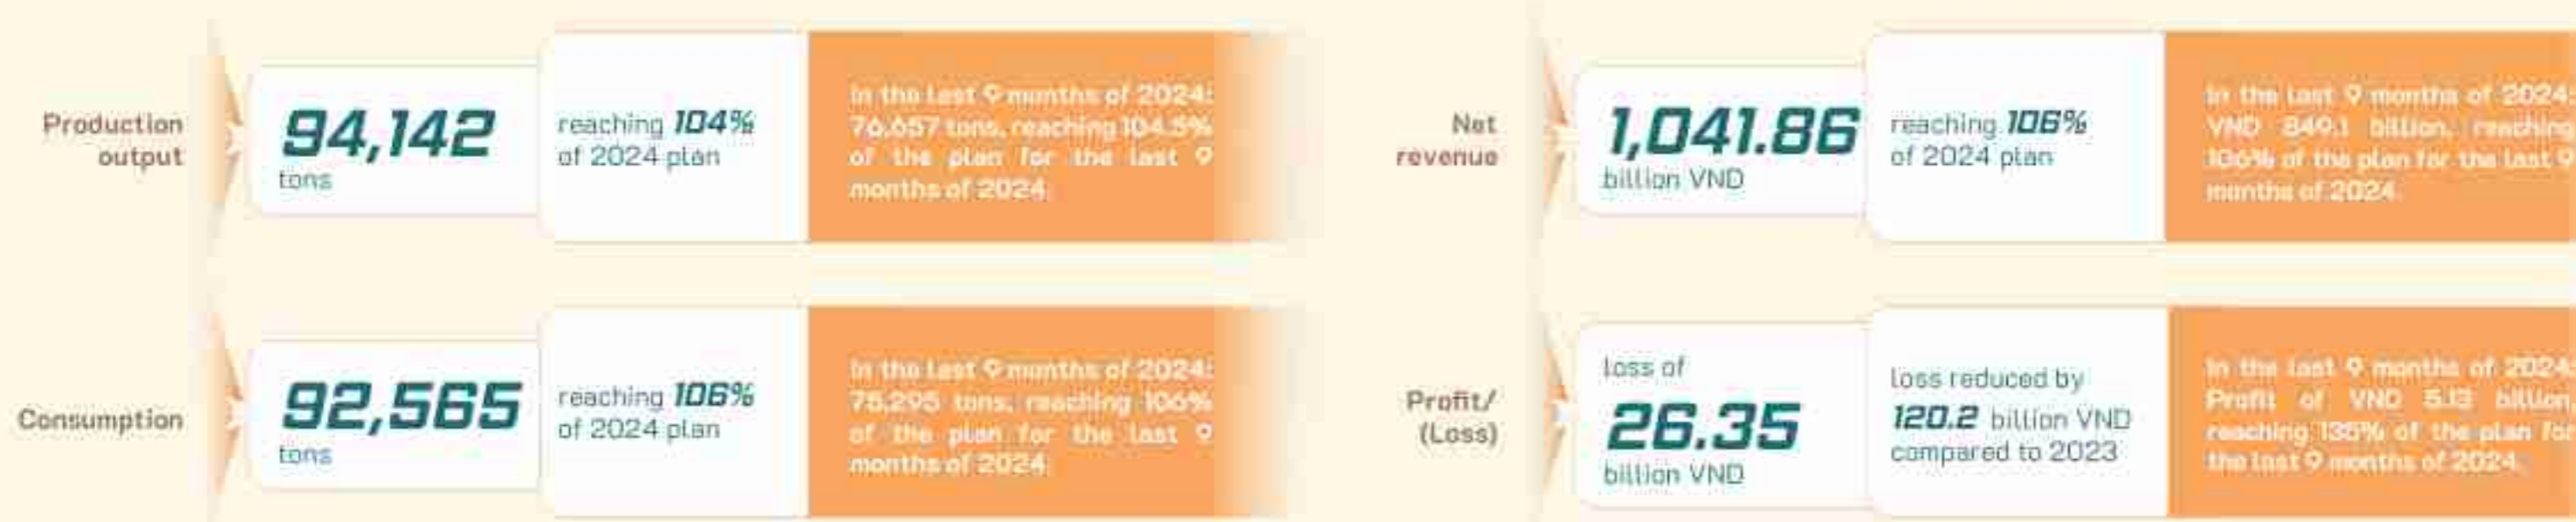 Production
output
94,142
tons
reaching 104%
of 2024 plan
In the last 9 months of 2024:
76,657 tons, reaching 104.5%
of the plan for the last 9
months of 2024.
Net
revenue
1,041.86
billion VND
reaching 106%
of 2024 plan
In the last 9 months of 2024:
VND 849.1 billion, reaching
106% of the plan for the last 9
months of 2024.
Consumption
92,565
tons
reaching 106%
of 2024 plan
In the last 9 months of 2024:
75,295 tons, reaching 106%
of the plan for the last 9
months of 2024.
Profit/
(Loss)
loss of
26.35
billion VND
loss reduced by
120.2 billion VND
compared to 2023
In the last 9 months of 2024:
Profit of VND 5.13 billion,
reaching 135% of the plan for
the last 9 months of 2024.